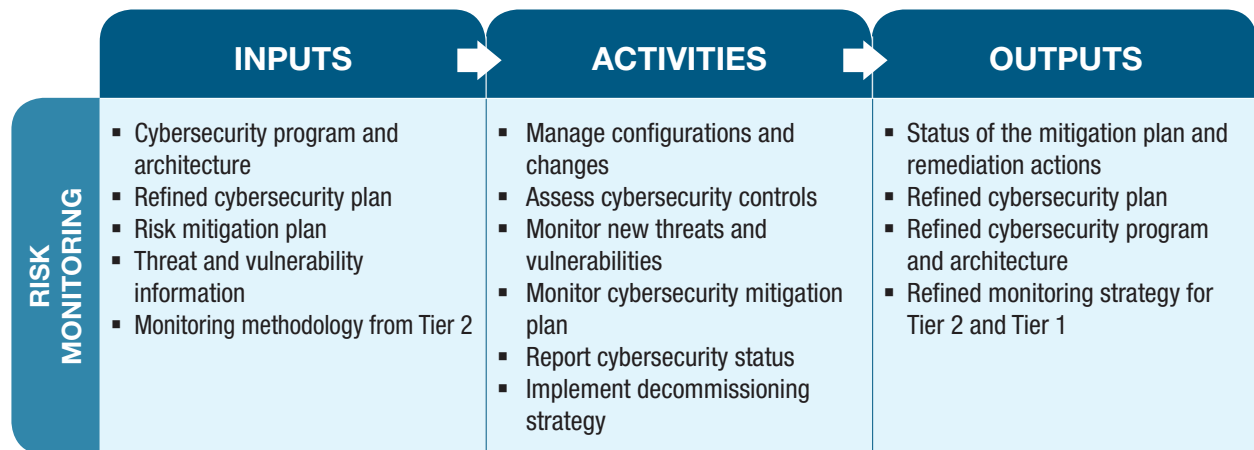 INPUTS
ACTIVITIES
OUTPUTS
RISK
MONITORING
▪ Cybersecurity program and
architecture
▪ Refined cybersecurity plan
▪ Risk mitigation plan
▪ Threat and vulnerability
information
▪ Monitoring methodology from Tier 2
▪ Manage configurations and
changes
▪ Assess cybersecurity controls
▪ Monitor new threats and
vulnerabilities
▪ Monitor cybersecurity mitigation
plan
▪ Report cybersecurity status
▪ Implement decommissioning
strategy
▪ Status of the mitigation plan and
remediation actions
▪ Refined cybersecurity plan
▪ Refined cybersecurity program
and architecture
▪ Refined monitoring strategy for
Tier 2 and Tier 1